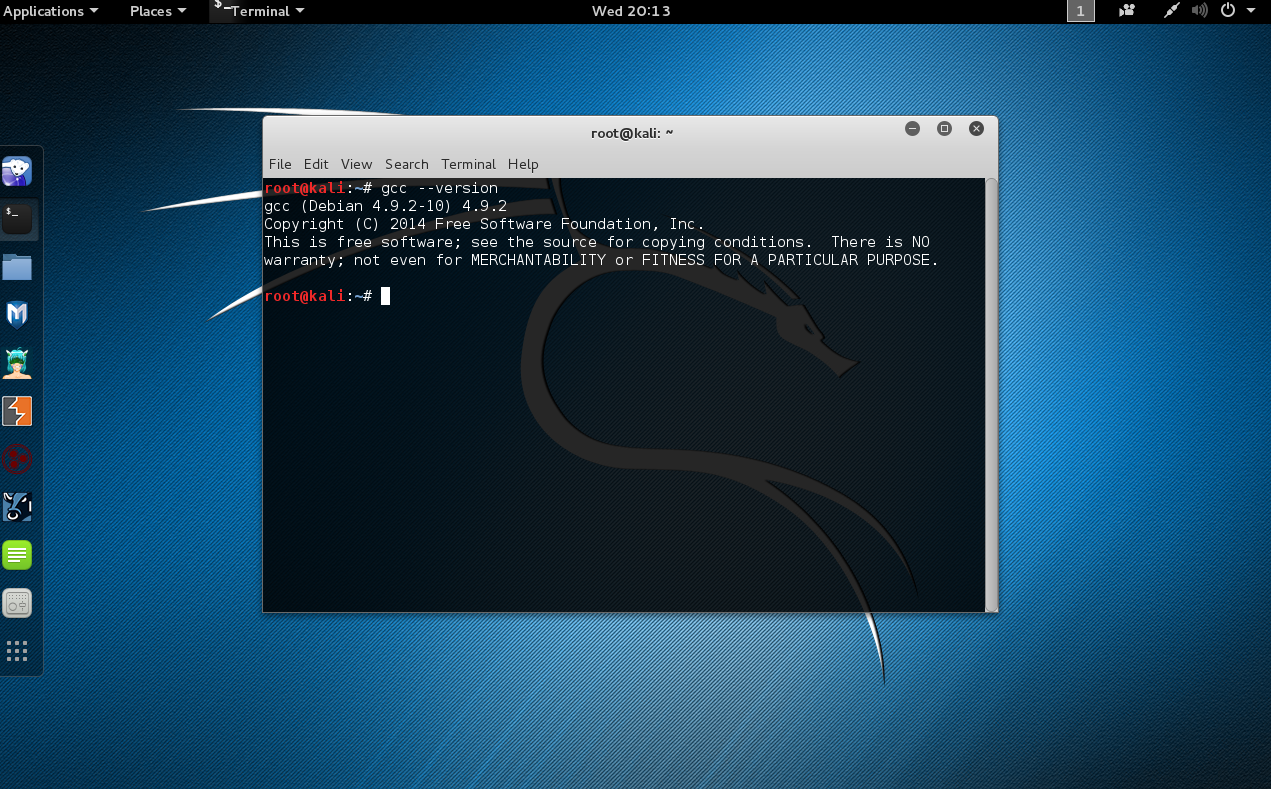 Applications Places Terminal Wed 20:13 1
root@kali: ~
File Edit View Search Terminal Help
root@kali:~# gcc --version
gcc (Debian 4.9.2-10) 4.9.2
Copyright (C) 2014 Free Software Foundation, Inc.
This is free software; see the source for copying conditions.  There is NO
warranty; not even for MERCHANTABILITY or FITNESS FOR A PARTICULAR PURPOSE.
root@kali:~#